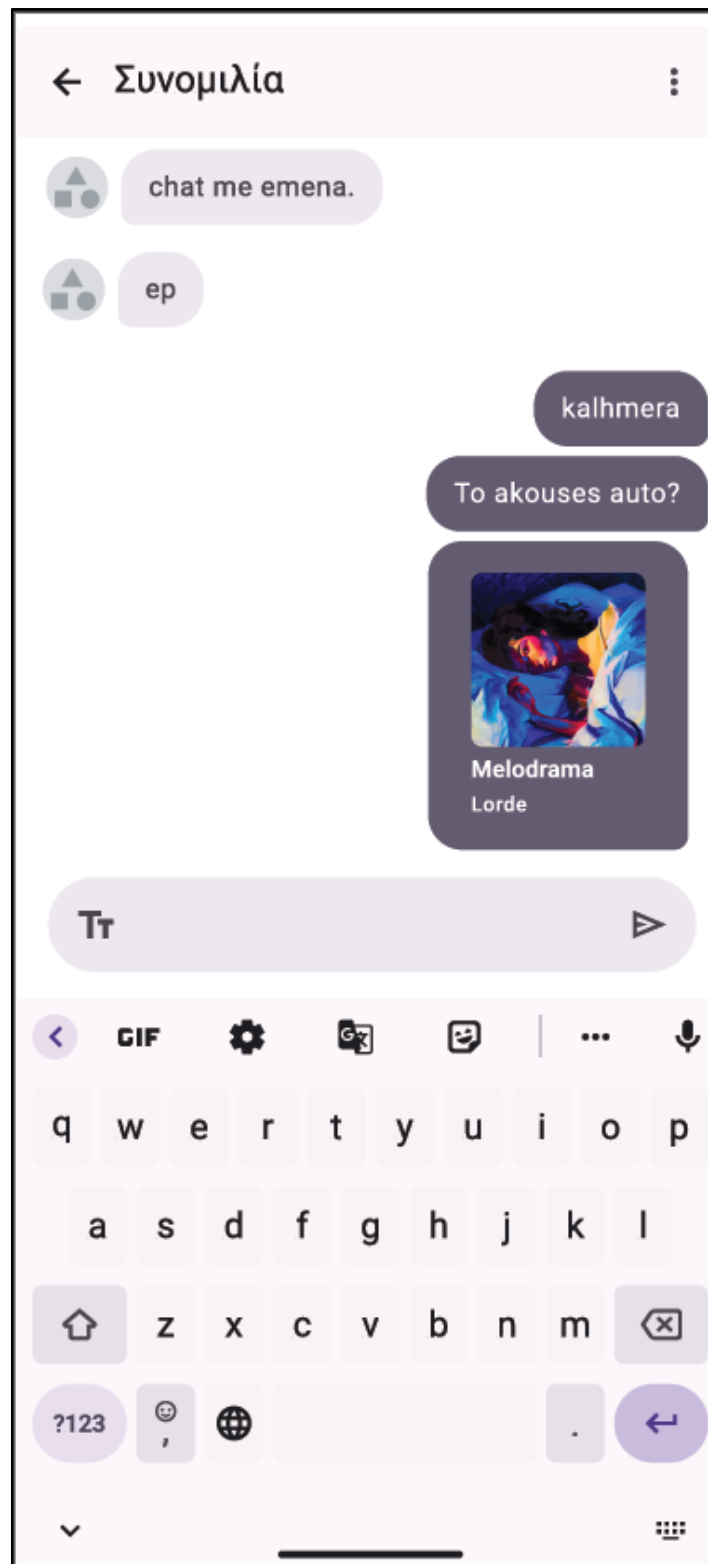 Συνομιλία
chat me emena.
ep
kalhmera
To akouses auto?
Melodrama
Lorde
Tт
GIF
G
q w e r t y u i o p
a s d f g h j k l
z x c v b n m
?123 , .